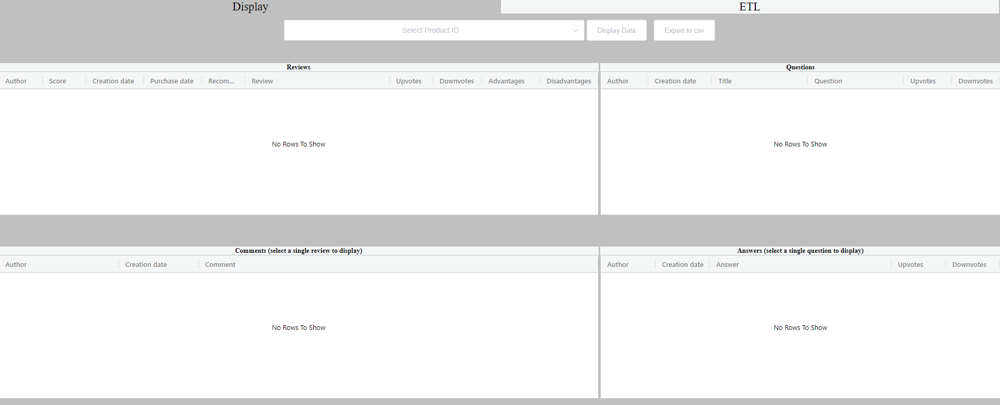 Display ETL
Select Product ID Display Data Export to csv
Reviews Questions
Author Score Creation date Purchase date Recom... Review Upvotes Downvotes Advantages Disadvantages Author Creation date Title Question Upvotes Downvotes
No Rows To Show No Rows To Show
Comments (select a single review to display) Answers (select a single question to display)
Author Creation date Comment Author Creation date Answer Upvotes Downvotes
No Rows To Show No Rows To Show